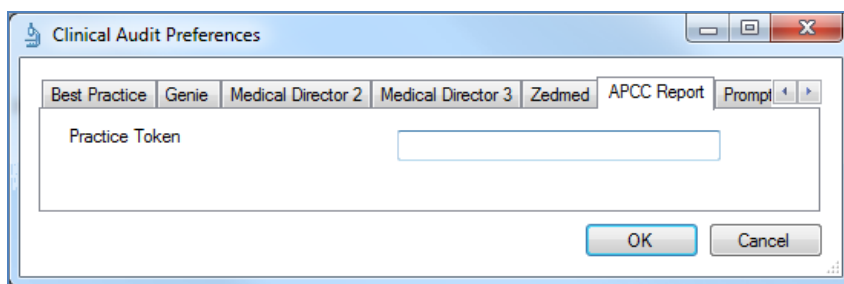 Clinical Audit Preferences
Best Practice Genie Medical Director 2 Medical Director 3 Zedmed APCC Report Prompt
Practice Token
OK Cancel